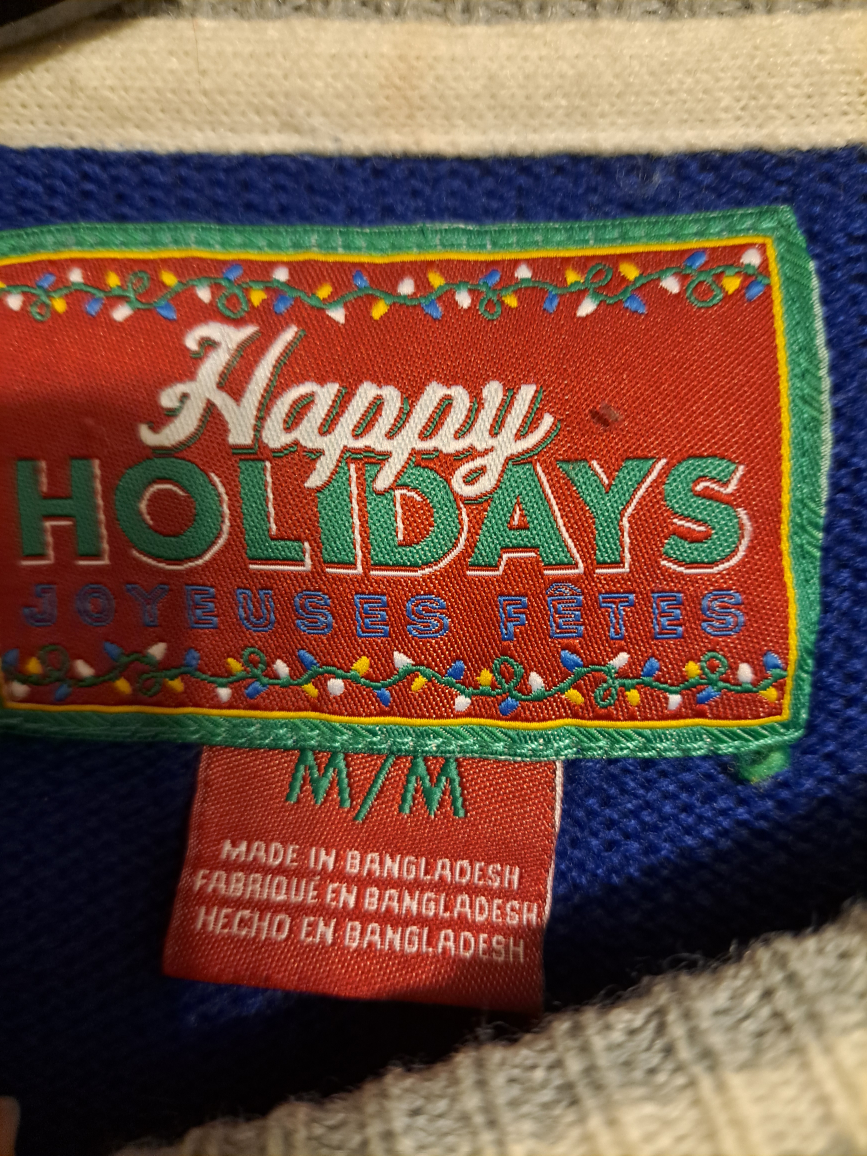 Happy
HOLIDAYS
JOYEUSES FÊTES
M/M
MADE IN BANGLADESH
FABRIQUÉ EN BANGLADESH
HECHO EN BANGLADESH